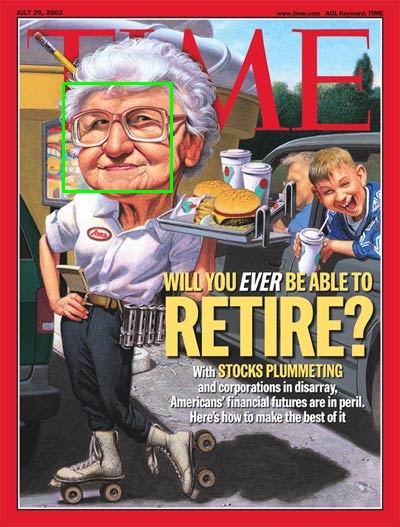 JULY 29, 2002
www.time.com AOL Keyword: TIME
TIME
WILL YOU EVER BE ABLE TO
RETIRE?
With STOCKS PLUMMETING
and corporations in disarray,
Americans' financial futures are in peril.
Here's how to make the best of it